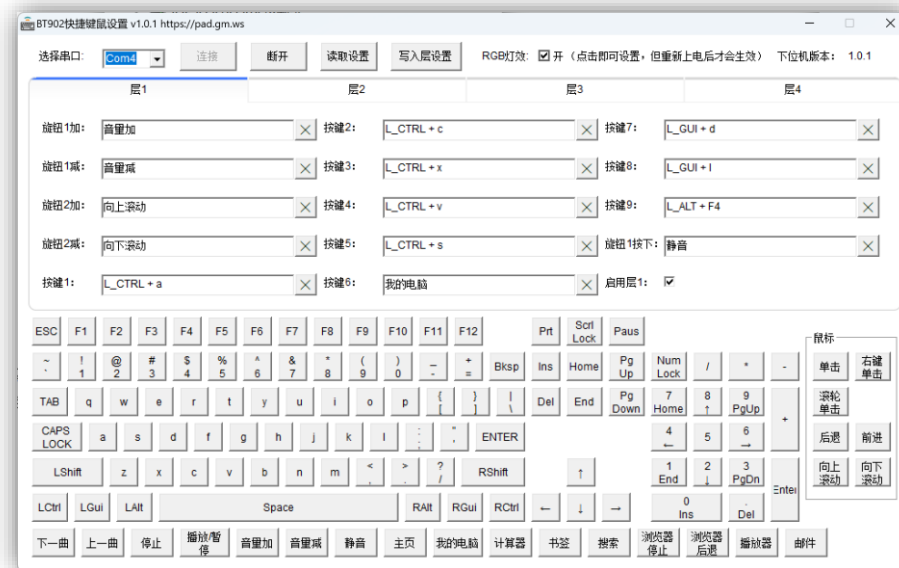 BT902快捷键鼠设置 v1.0.1 https://pad.gm.ws
选择串口: Com4 连接 断开 读取设置 写入层设置 RGB灯效: 开（点击即可设置，但重新上电后才会生效） 下位机版本: 1.0.1
层1 层2 层3 层4
旋钮1加: 音量加 按键2: L_CTRL + c 按键7: L_GUI + d
旋钮1减: 音量减 按键3: L_CTRL + x 按键8: L_GUI + l
旋钮2加: 向上滚动 按键4: L_CTRL + v 按键9: L_ALT + F4
旋钮2减: 向下滚动 按键5: L_CTRL + s 旋钮1按下: 静音
按键1: L_CTRL + a 按键6: 我的电脑 启用层1:
ESC F1 F2 F3 F4 F5 F6 F7 F8 F9 F10 F11 F12 Prt Scrl Lock Paus
鼠标
~ ` ! 1 @ 2 # 3 $ 4 % 5 ^ 6 & 7 * 8 ( 9 ) 0 _ - + = Bksp Ins Home Pg Up Num Lock / * - 单击 右键单击
TAB q w e r t y u i o p { [ } ] | \ Del End Pg Down 7 Home 8 ↑ 9 PgUp + 滚轮单击
CAPS LOCK a s d f g h j k l : ; " ' ENTER 4 ← 5 6 → 后退 前进
LShift z x c v b n m < , > . ? / RShift ↑ 1 End 2 ↓ 3 PgDn Enter 向上滚动 向下滚动
LCtrl LGui LAlt Space RAlt RGui RCtrl ← ↓ → 0 Ins . Del
下一曲 上一曲 停止 播放/暂停 音量加 音量减 静音 主页 我的电脑 计算器 书签 搜索 浏览器停止 浏览器后退 播放器 邮件